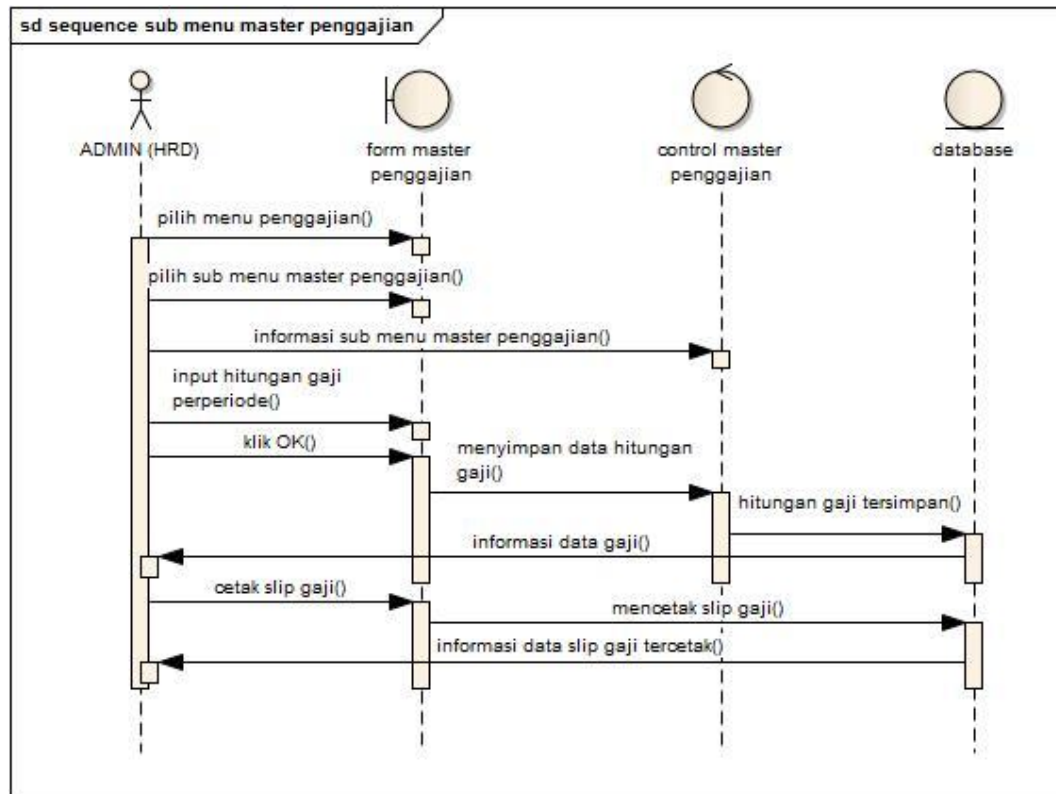 sd sequence sub menu master penggajian
ADMIN (HRD)
form master
penggajian
control master
penggajian
database
pilih menu penggajian()
pilih sub menu master penggajian()
informasi sub menu master penggajian()
input hitungan gaji
perperiode()
klik OK()
menyimpan data hitungan
gaji()
hitungan gaji tersimpan()
informasi data gaji()
cetak slip gaji()
mencetak slip gaji()
informasi data slip gaji tercetak()